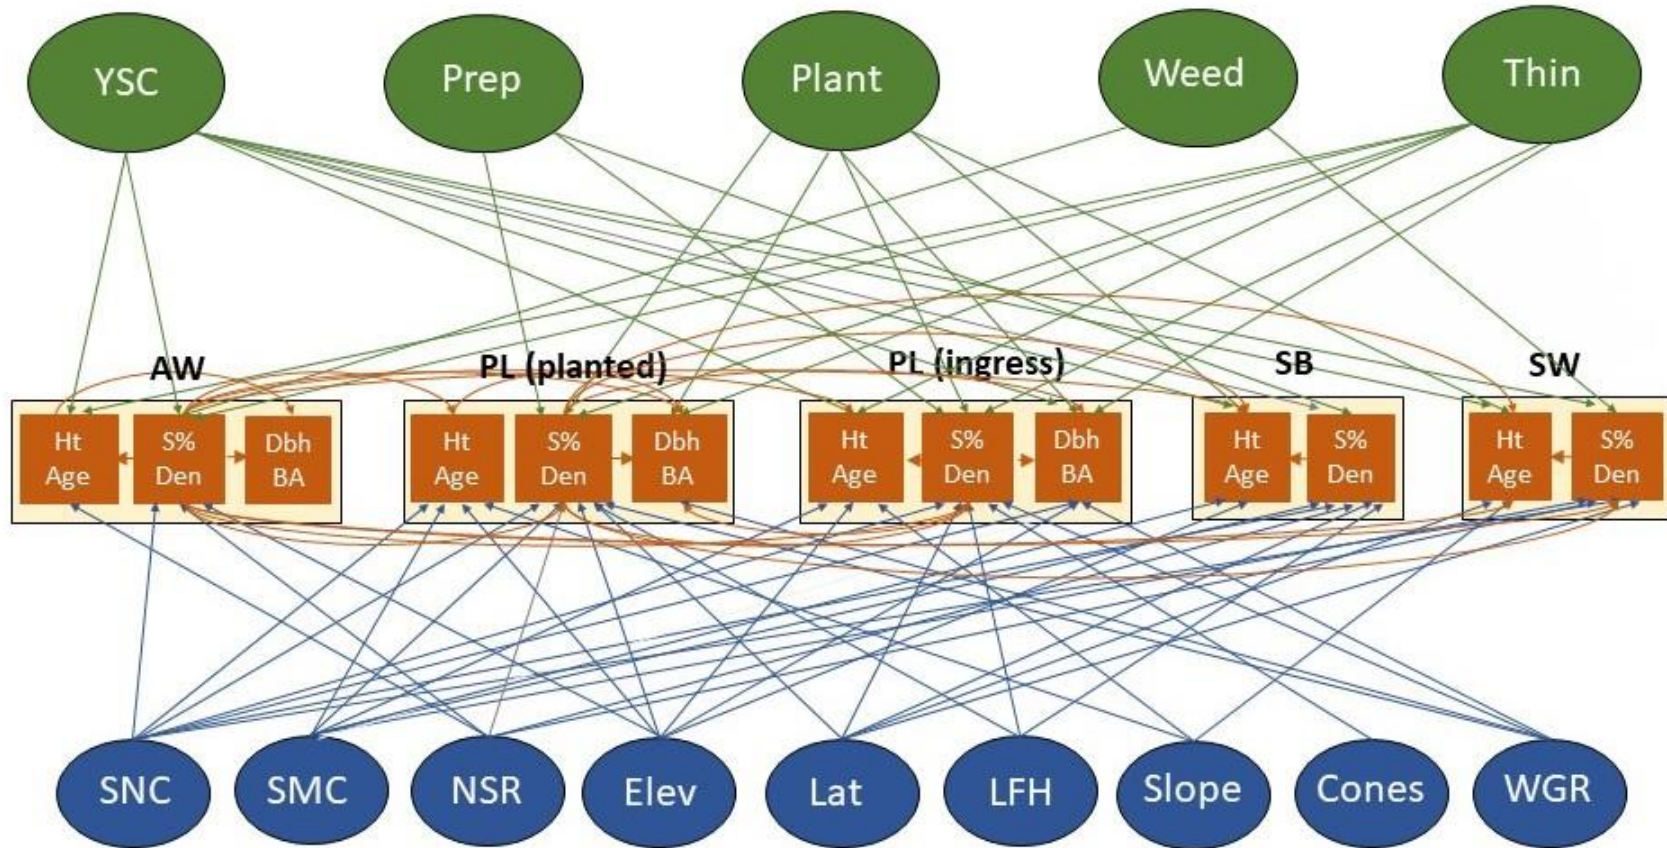 YSC
Prep
Plant
Weed
Thin
AW
PL (planted)
PL (ingress)
SB
SW
Ht
Age
S%
Den
Dbh
BA
Ht
Age
S%
Den
Dbh
BA
Ht
Age
S%
Den
Dbh
BA
Ht
Age
S%
Den
Ht
Age
S%
Den
SNC
SMC
NSR
Elev
Lat
LFH
Slope
Cones
WGR